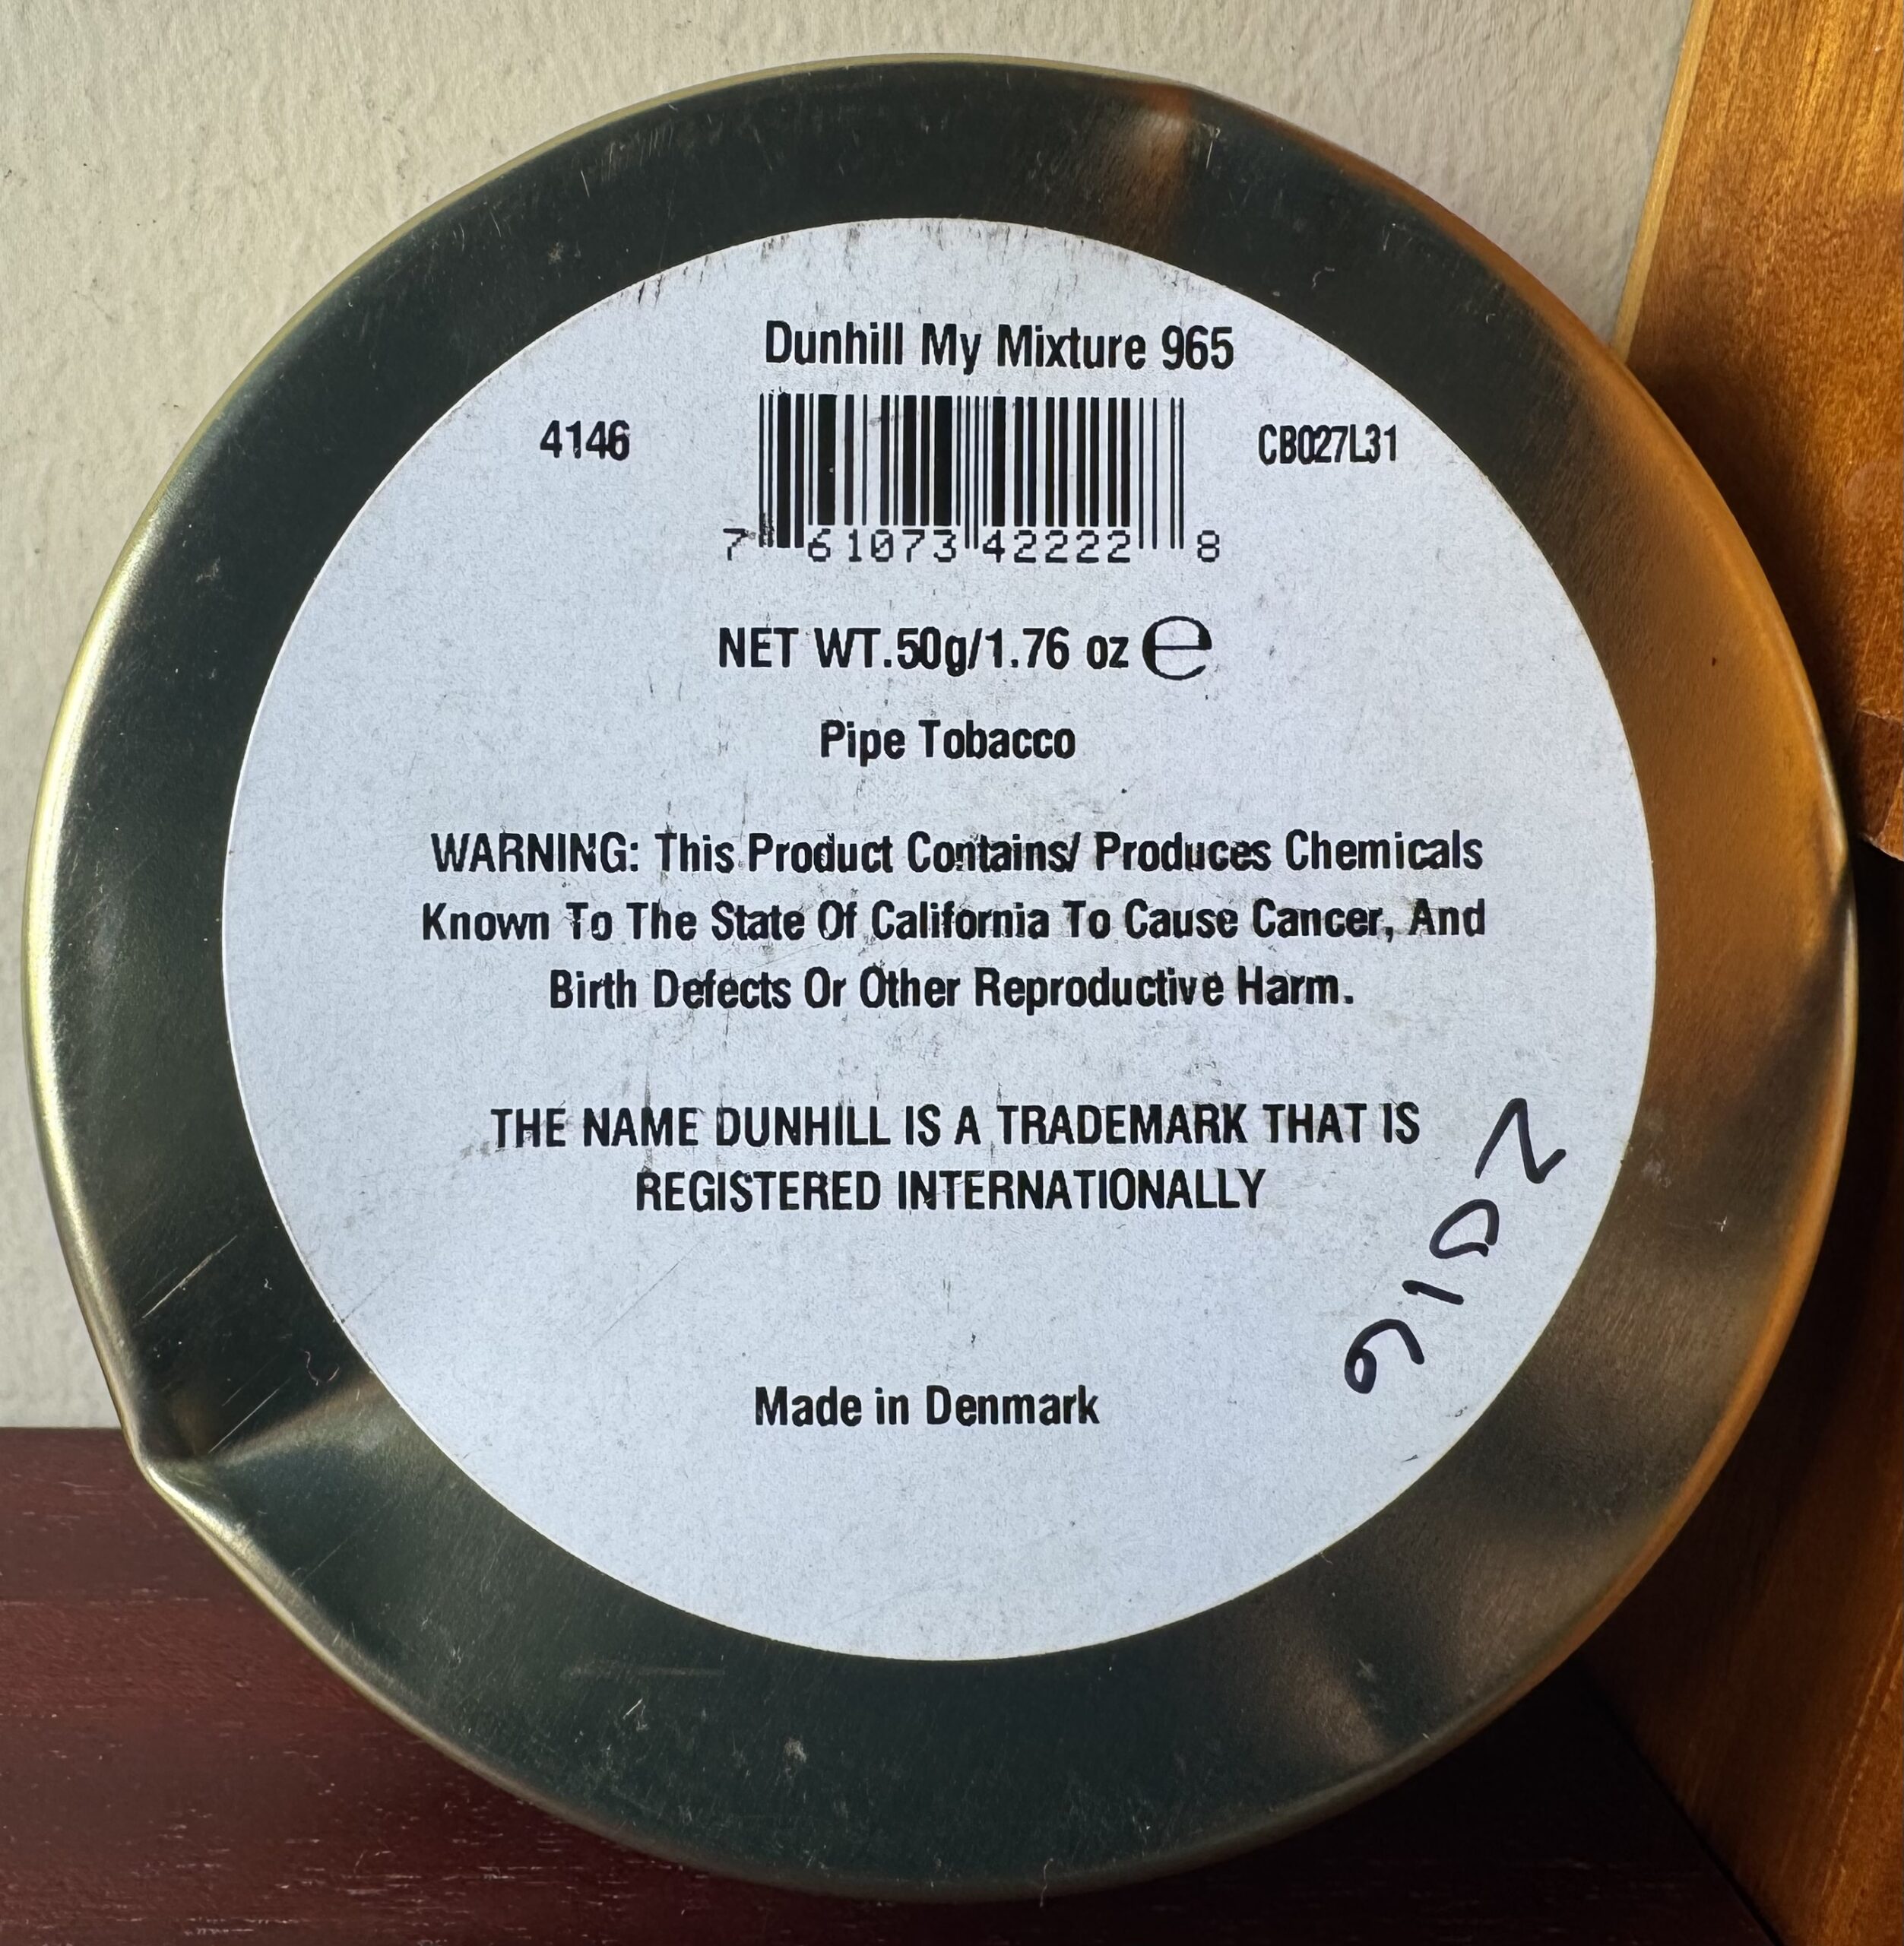 Dunhill My Mixture 965
4146
CB027L31
7 61073 42222 8
NET WT.50g/1.76 oz ℮
Pipe Tobacco
WARNING: This Product Contains/ Produces Chemicals
Known To The State Of California To Cause Cancer, And
Birth Defects Or Other Reproductive Harm.
THE NAME DUNHILL IS A TRADEMARK THAT IS
REGISTERED INTERNATIONALLY
2016
Made in Denmark